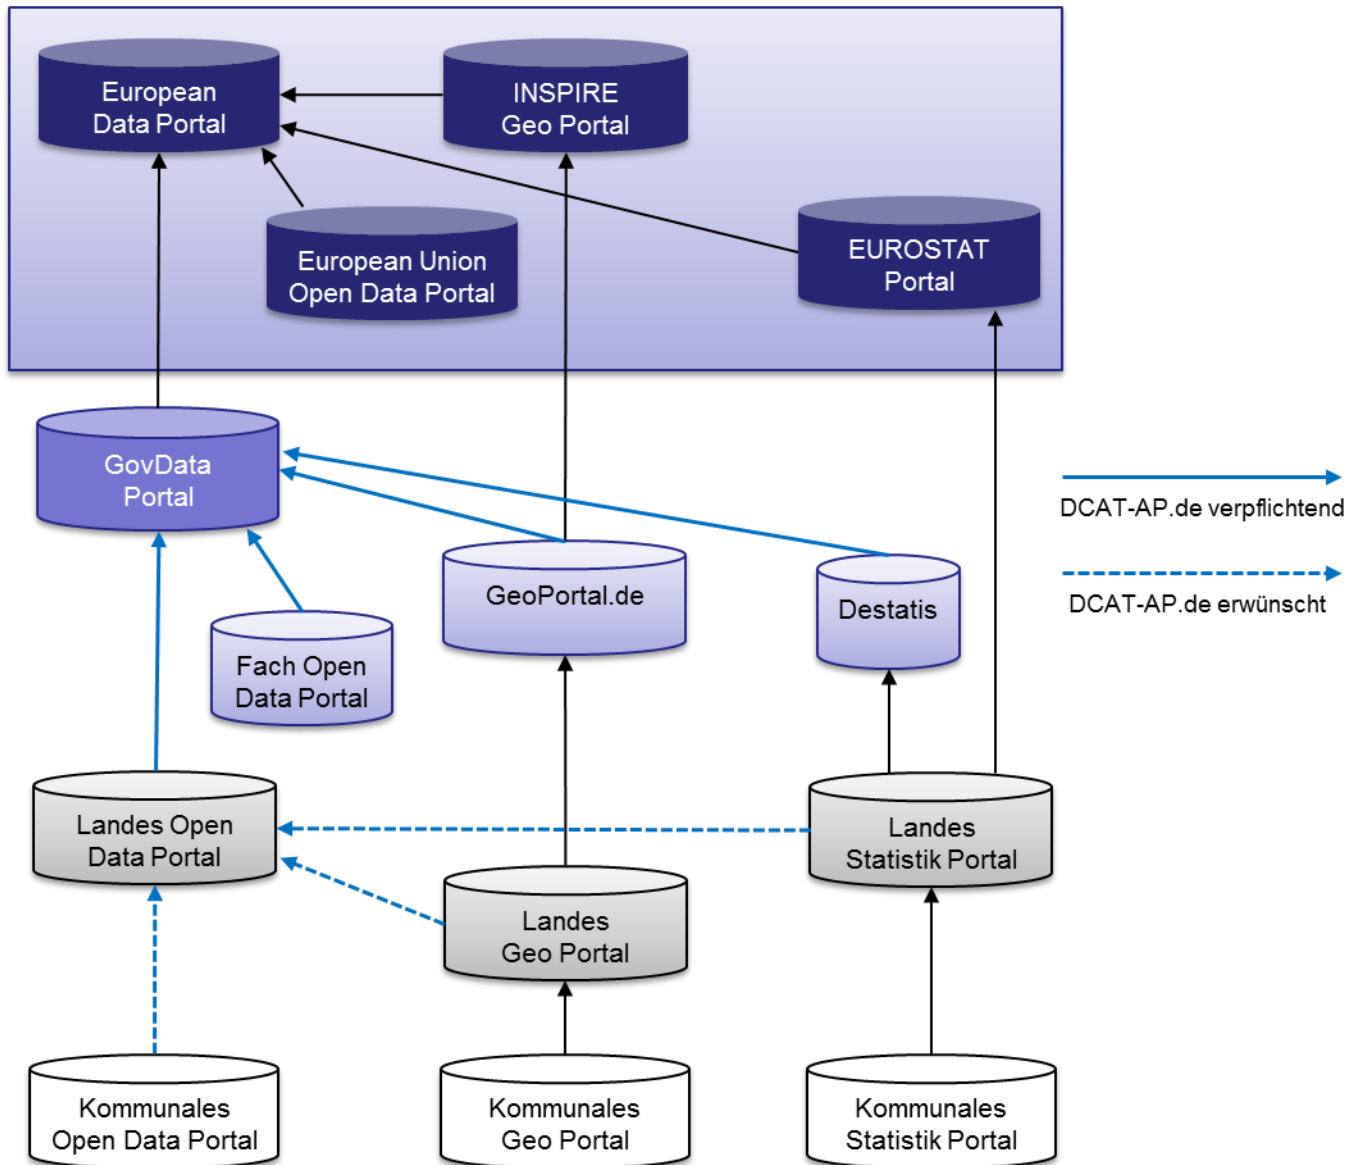 European
Data Portal
INSPIRE
Geo Portal
European Union
Open Data Portal
EUROSTAT
Portal
GovData
Portal
DCAT-AP.de verpflichtend
GeoPortal.de
Destatis
DCAT-AP.de erwünscht
Fach Open
Data Portal
Landes Open
Data Portal
Landes
Statistik Portal
Landes
Geo Portal
Kommunales
Open Data Portal
Kommunales
Geo Portal
Kommunales
Statistik Portal